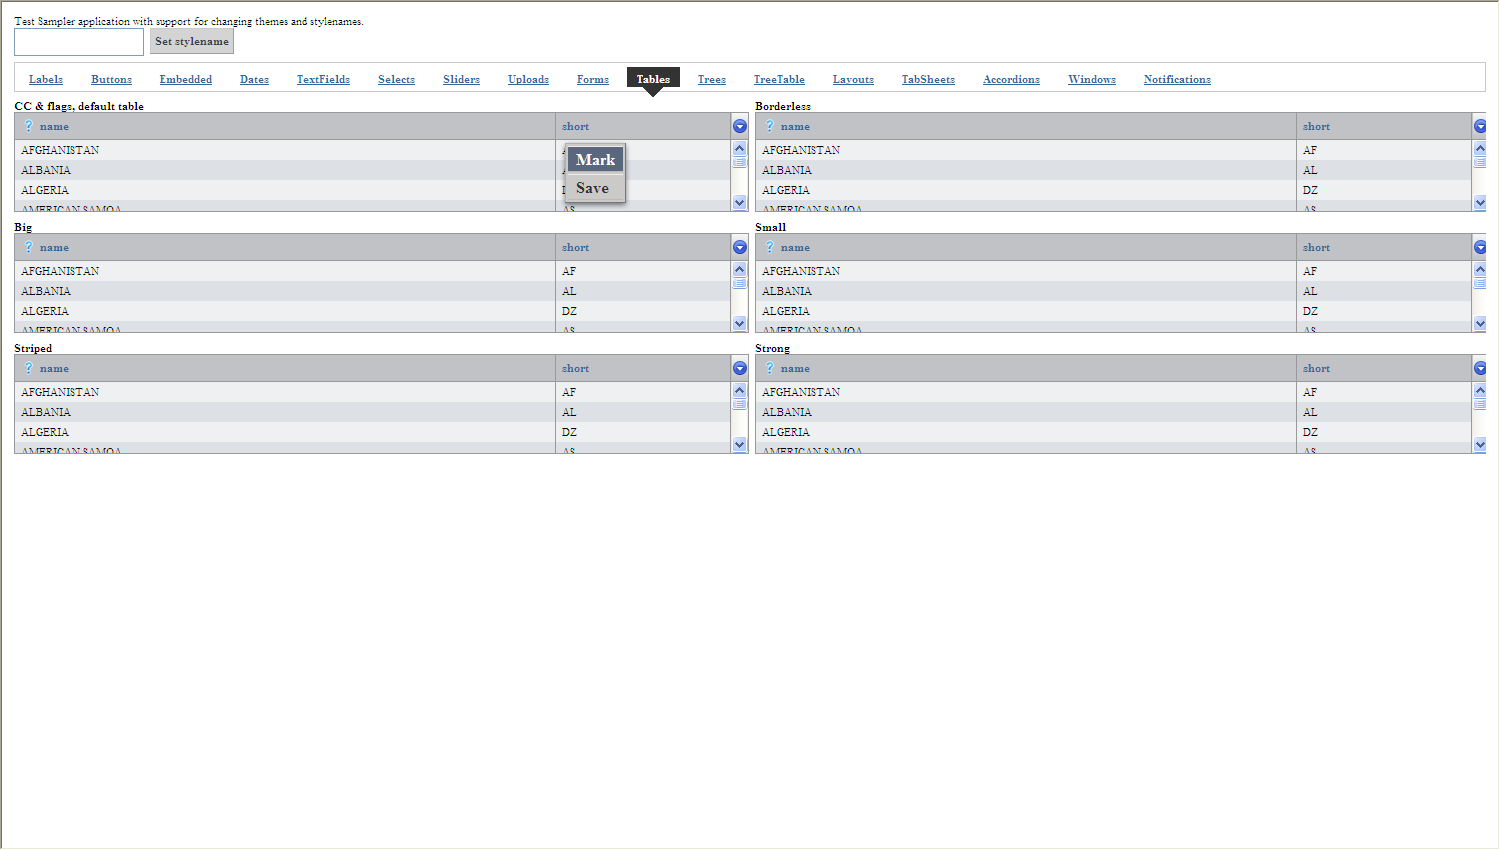 Test Sampler application with support for changing themes and stylenames.
Set stylename
Labels Buttons Embedded Dates TextFields Selects Sliders Uploads Forms Tables Trees TreeTable Layouts TabSheets Accordions Windows Notifications
CC & flags, default table
? name short
AFGHANISTAN
ALBANIA
ALGERIA
AMERICAN SAMOA AS
Mark
Save
Borderless
? name short
AFGHANISTAN AF
ALBANIA AL
ALGERIA DZ
AMERICAN SAMOA AS
Big
? name short
AFGHANISTAN AF
ALBANIA AL
ALGERIA DZ
AMERICAN SAMOA AS
Small
? name short
AFGHANISTAN AF
ALBANIA AL
ALGERIA DZ
AMERICAN SAMOA AS
Striped
? name short
AFGHANISTAN AF
ALBANIA AL
ALGERIA DZ
AMERICAN SAMOA AS
Strong
? name short
AFGHANISTAN AF
ALBANIA AL
ALGERIA DZ
AMERICAN SAMOA AS